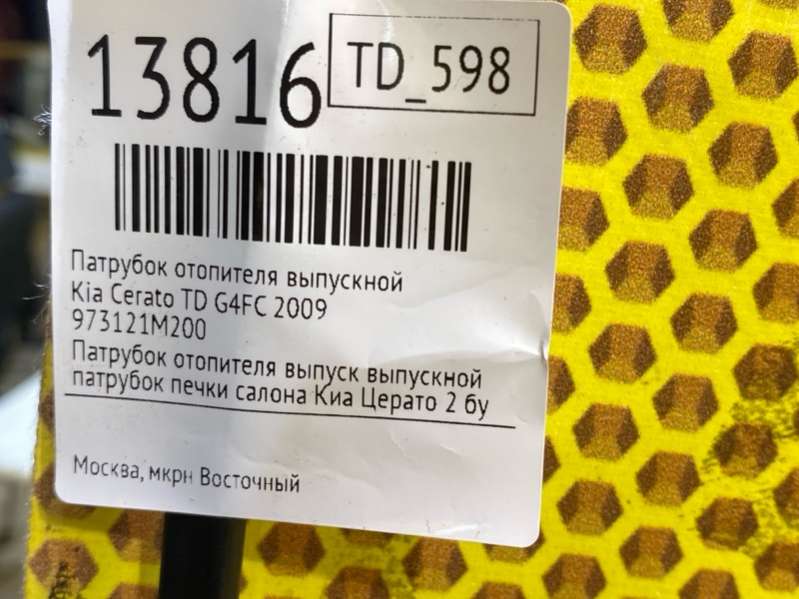 13816
TD_598
Патрубок отопителя выпускной
Kia Cerato TD G4FC 2009
973121M200
Патрубок отопителя выпуск выпускной
патрубок печки салона Киа Церато 2 бу
Москва, мкрн Восточный